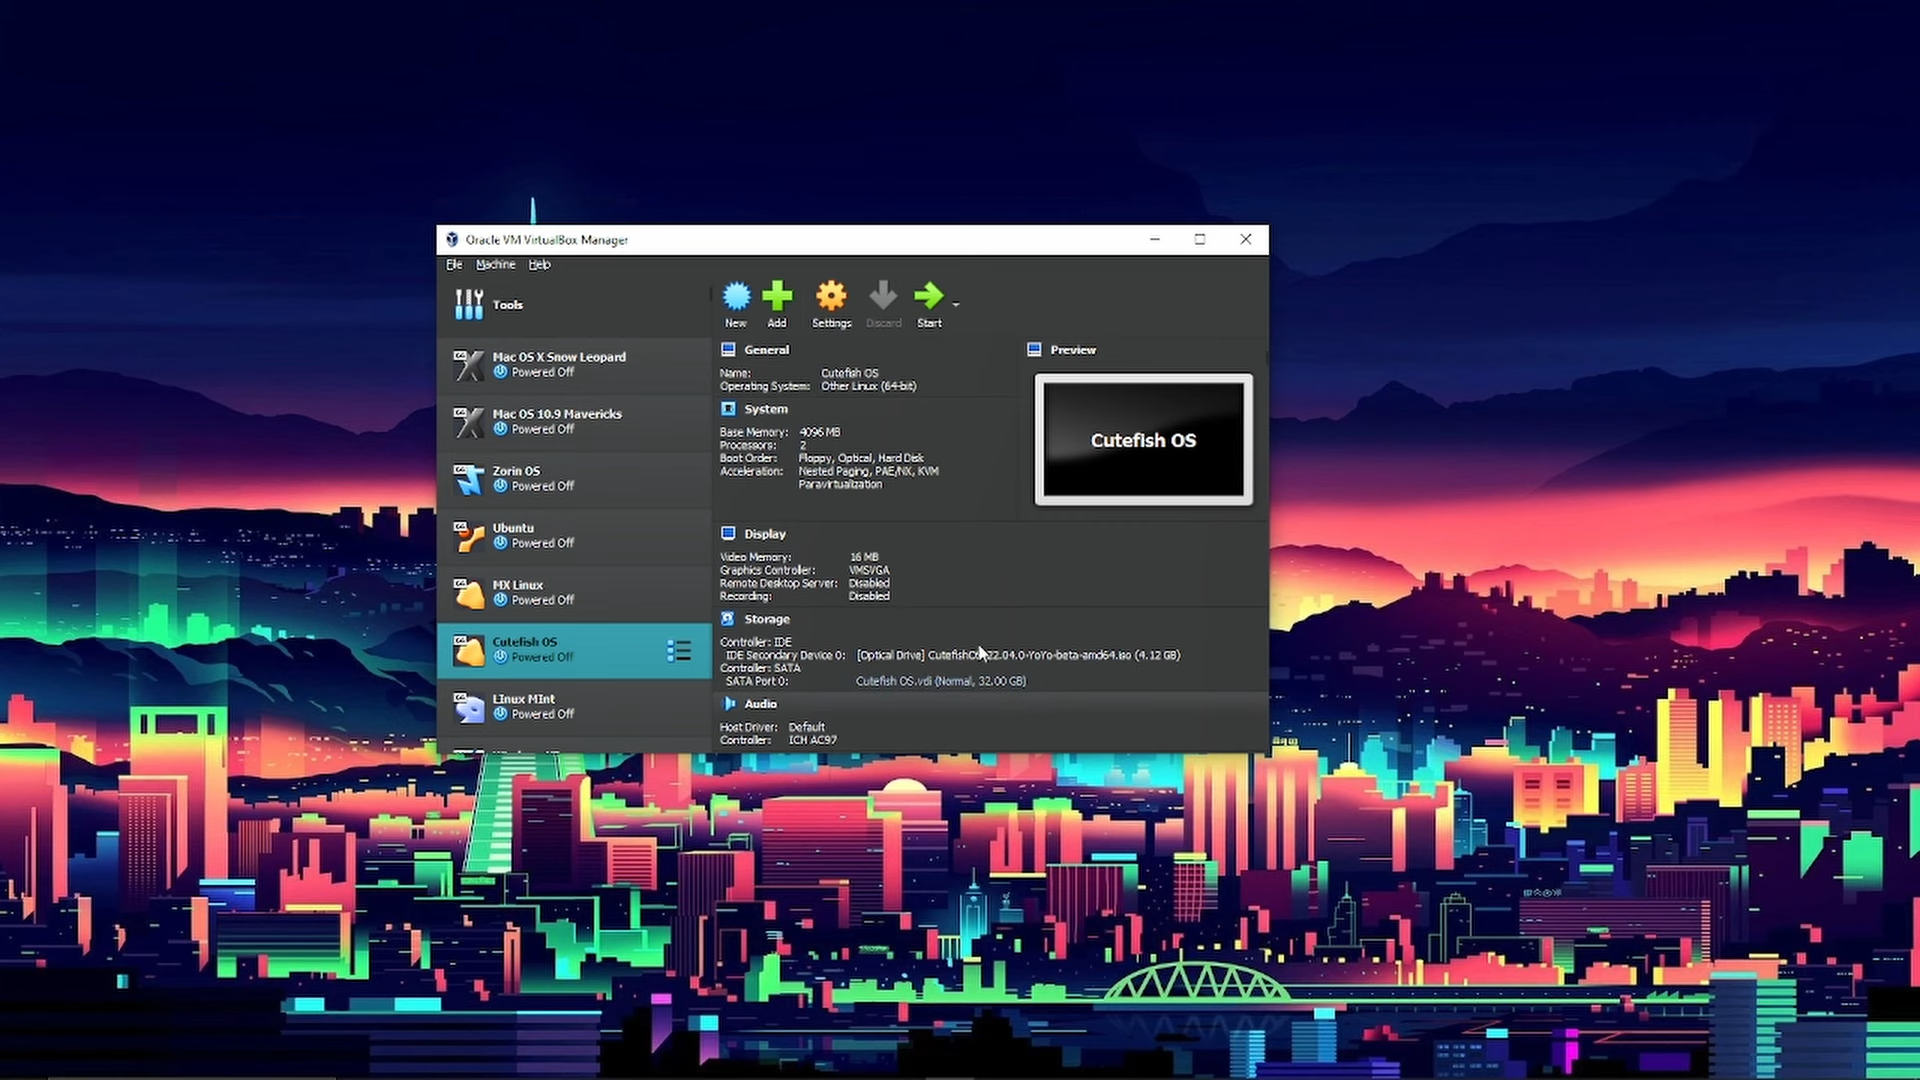 Oracle VM VirtualBox Manager
File Machine Help
Tools
New Add Settings Discard Start
Mac OS X Snow Leopard
Powered Off
Mac OS 10.9 Mavericks
Powered Off
Zorin OS
Powered Off
Ubuntu
Powered Off
MX Linux
Powered Off
Cutefish OS
Powered Off
Linux MInt
Powered Off
General
Name: Cutefish OS
Operating System: Other Linux (64-bit)
System
Base Memory: 4096 MB
Processors: 2
Boot Order: Floppy, Optical, Hard Disk
Acceleration: Nested Paging, PAE/NX, KVM
Paravirtualization
Preview
Cutefish OS
Display
Video Memory: 16 MB
Graphics Controller: VMSVGA
Remote Desktop Server: Disabled
Recording: Disabled
Storage
Controller: IDE
IDE Secondary Device 0: [Optical Drive] CutefishOS-22.04.0-YoYo-beta-amd64.iso (4.12 GB)
Controller: SATA
SATA Port 0: Cutefish OS.vdi (Normal, 32.00 GB)
Audio
Host Driver: Default
Controller: ICH AC97